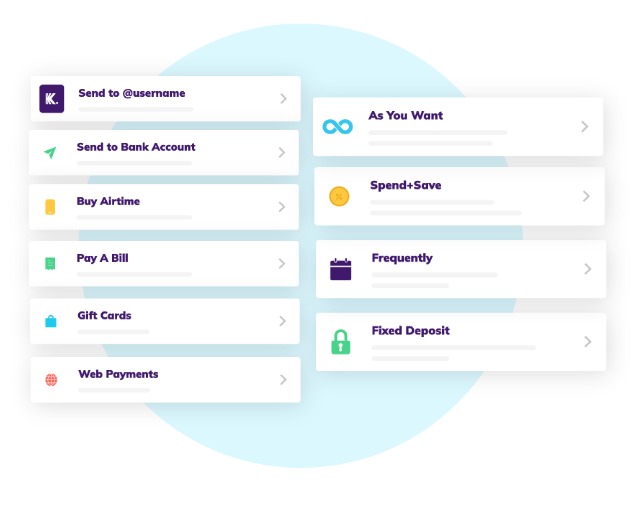 K.
Send to @username
Send to Bank Account
Buy Airtime
Pay A Bill
Gift Cards
Web Payments
As You Want
Spend+Save
Frequently
Fixed Deposit